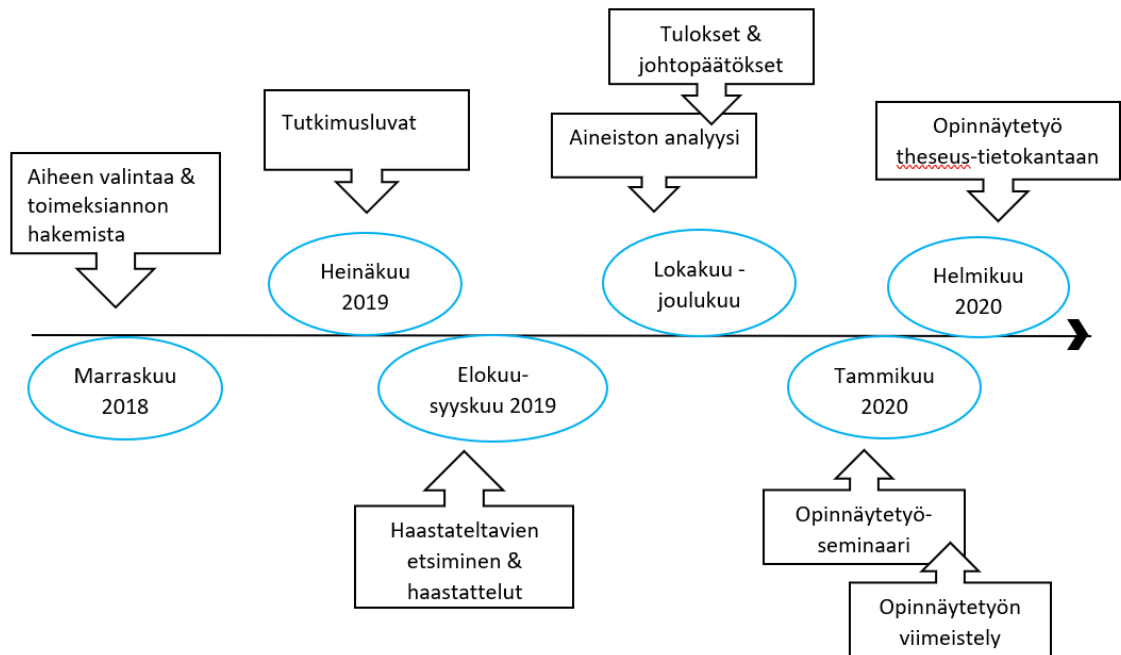 Tulokset &
johtopäätökset
Tutkimusluvat
Aineiston analyysi
Opinnäytetyö
theseus-tietokantaan
Aiheen valintaa &
toimeksiannon
hakemista
Heinäkuu
2019
Lokakuu -
joulukuu
Helmikuu
2020
Marraskuu
2018
Elokuu-
syyskuu 2019
Tammikuu
2020
Haastateltavien
etsiminen &
haastattelut
Opinnäytetyö-
seminaari
Opinnäytetyön
viimeistely